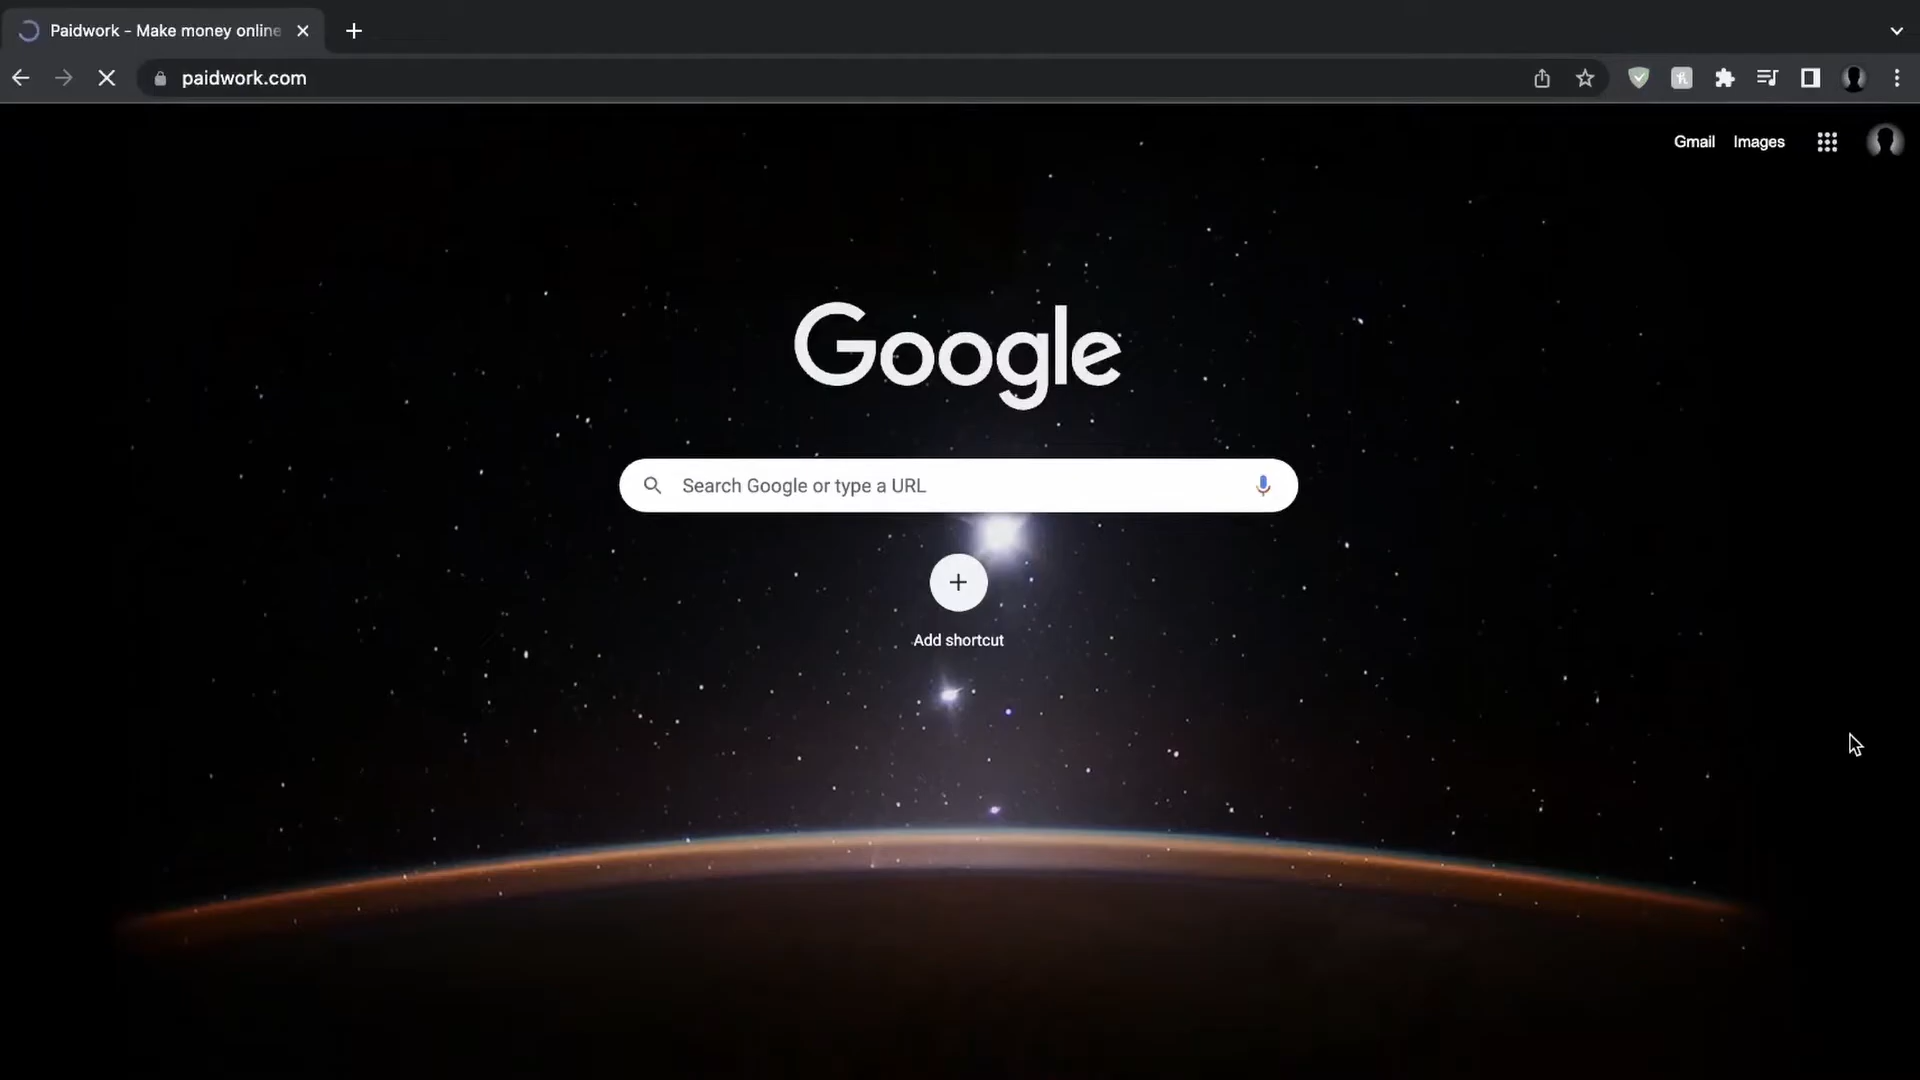 Paidwork - Make money online
paidwork.com
Gmail Images
Google
Search Google or type a URL
Add shortcut